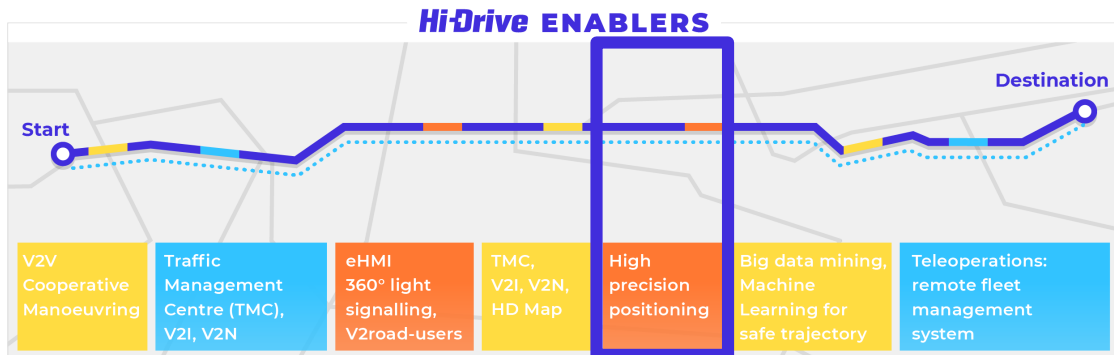 Hi-Drive ENABLERS
Destination
Start
V2V
Cooperative
Manoeuvring
Traffic
Management
Centre (TMC),
V2I, V2N
eHMI
360° light
signalling,
V2road-users
TMC,
V2I, V2N,
HD Map
High
precision
positioning
Big data mining,
Machine
Learning for
safe trajectory
Teleoperations:
remote fleet
management
system